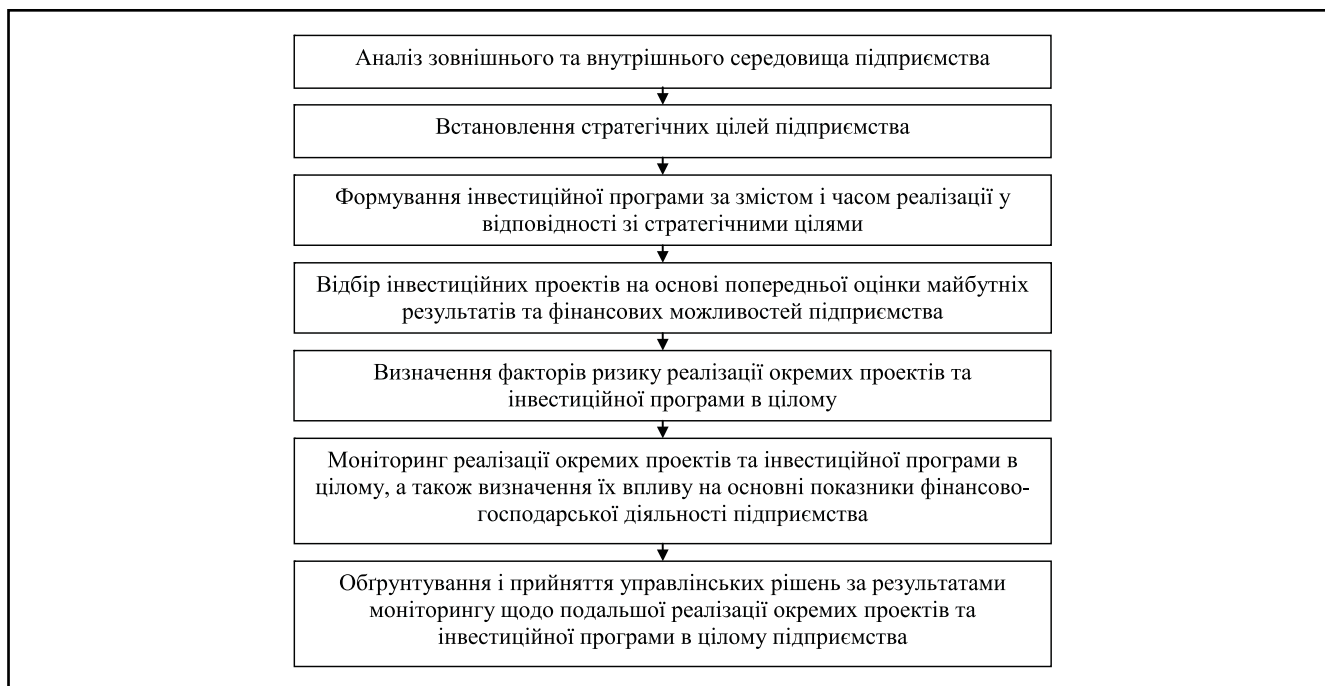 Аналіз зовнішнього та внутрішнього середовища підприємства
Встановлення стратегічних цілей підприємства
Формування інвестиційної програми за змістом і часом реалізації у
відповідності зі стратегічними цілями
Відбір інвестиційних проектів на основі попередньої оцінки майбутніх
результатів та фінансових можливостей підприємства
Визначення факторів ризику реалізації окремих проектів та
інвестиційної програми в цілому
Моніторинг реалізації окремих проектів та інвестиційної програми в
цілому, а також визначення їх впливу на основні показники фінансово-
господарської діяльності підприємства
Обґрунтування і прийняття управлінських рішень за результатами
моніторингу щодо подальшої реалізації окремих проектів та
інвестиційної програми в цілому підприємства